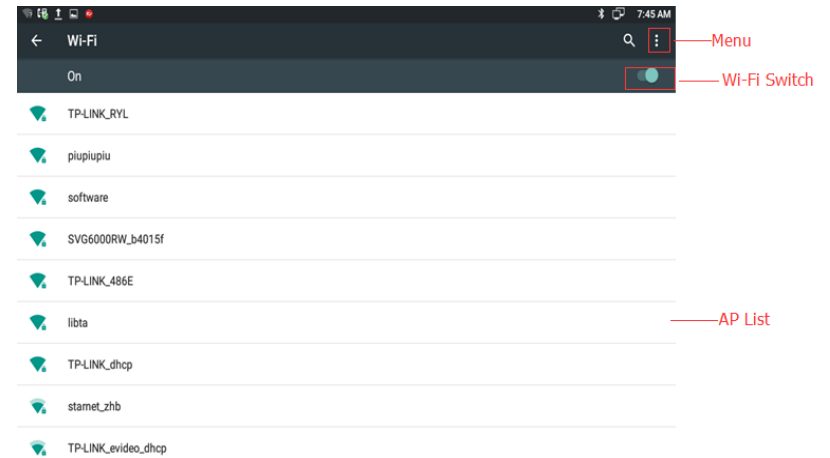 7:45 AM
Wi-Fi
Menu
On
Wi-Fi Switch
TP-LINK_RYL
piupiupiu
software
SVG6000RW_b4015f
TP-LINK_486E
libta
AP List
TP-LINK_dhcp
starnet_zhb
TP-LINK_evideo_dhcp